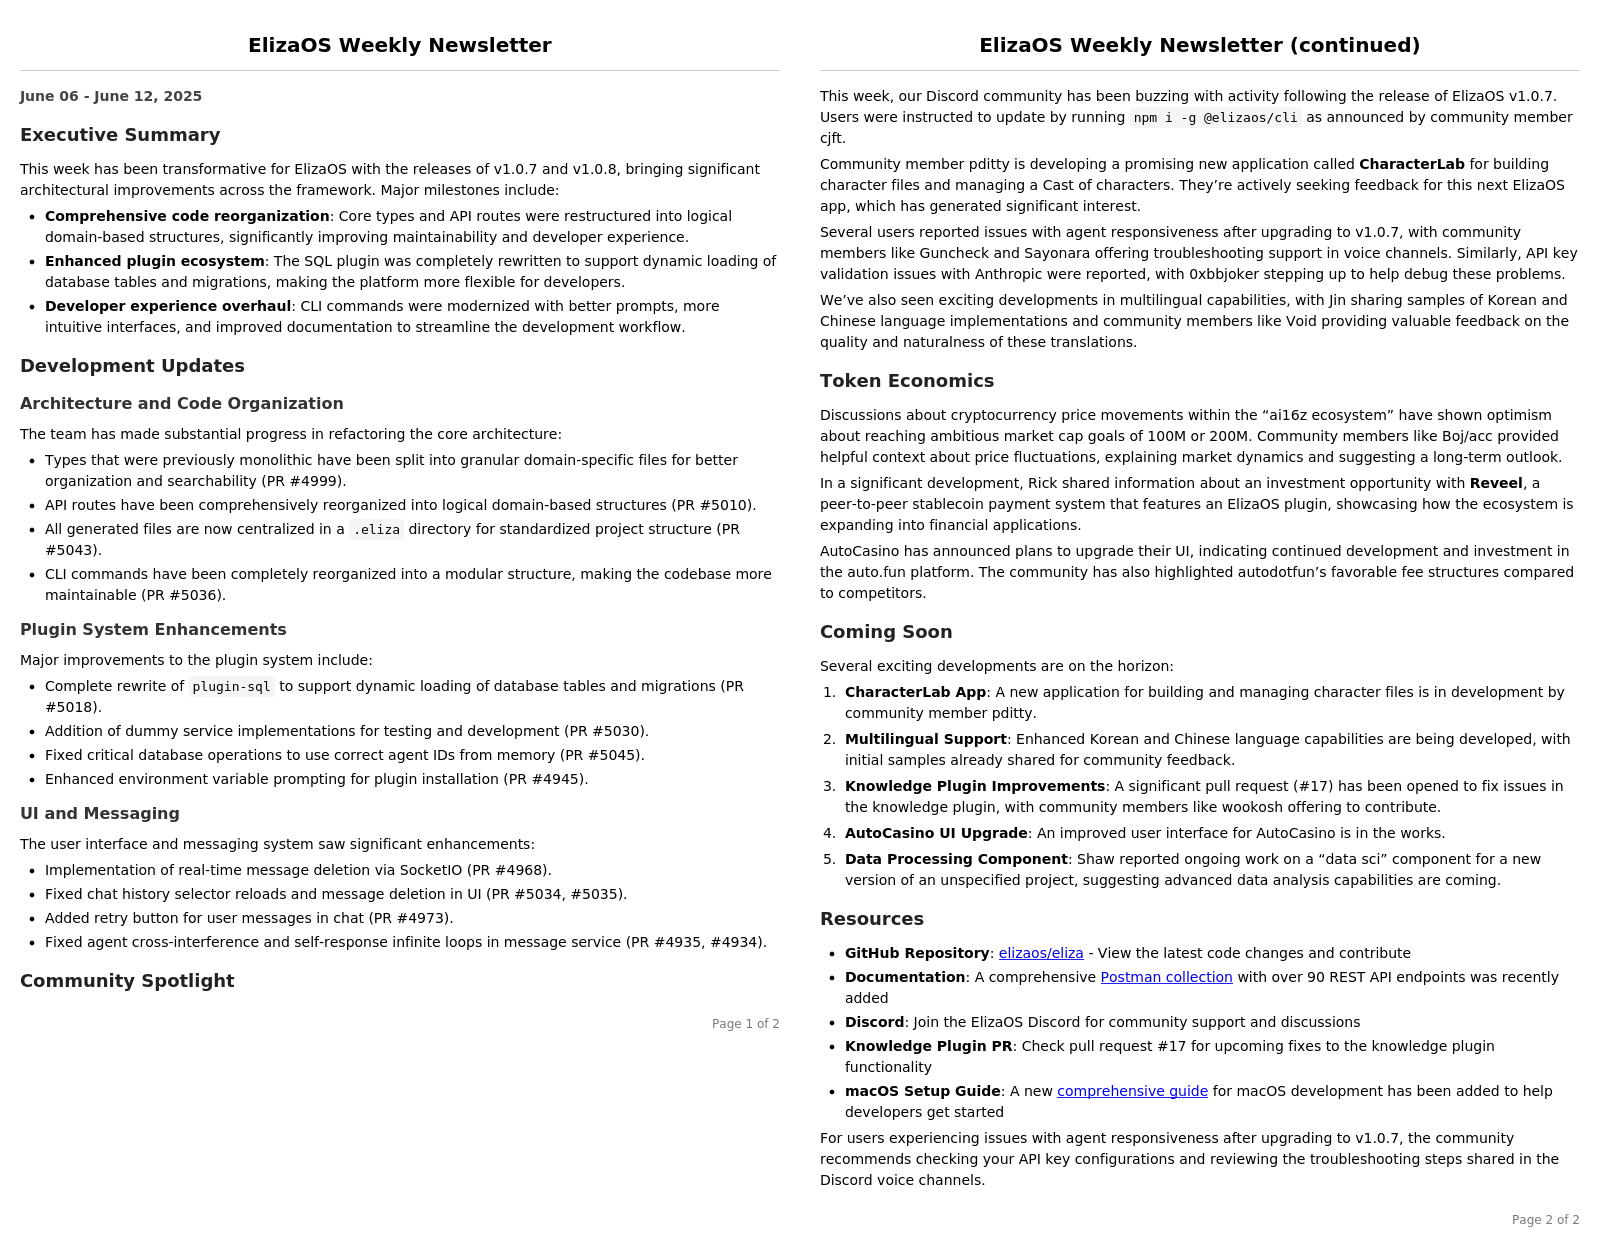 ElizaOS Weekly Newsletter
June 06 - June 12, 2025
Executive Summary
This week has been transformative for ElizaOS with the releases of v1.0.7 and v1.0.8, bringing significant
architectural improvements across the framework. Major milestones include:
• Comprehensive code reorganization: Core types and API routes were restructured into logical
domain-based structures, significantly improving maintainability and developer experience.
• Enhanced plugin ecosystem: The SQL plugin was completely rewritten to support dynamic loading of
database tables and migrations, making the platform more flexible for developers.
• Developer experience overhaul: CLI commands were modernized with better prompts, more
intuitive interfaces, and improved documentation to streamline the development workflow.
Development Updates
Architecture and Code Organization
The team has made substantial progress in refactoring the core architecture:
• Types that were previously monolithic have been split into granular domain-specific files for better
organization and searchability (PR #4999).
• API routes have been comprehensively reorganized into logical domain-based structures (PR #5010).
• All generated files are now centralized in a .eliza directory for standardized project structure (PR
#5043).
• CLI commands have been completely reorganized into a modular structure, making the codebase more
maintainable (PR #5036).
Plugin System Enhancements
Major improvements to the plugin system include:
• Complete rewrite of plugin-sql to support dynamic loading of database tables and migrations (PR
#5018).
• Addition of dummy service implementations for testing and development (PR #5030).
• Fixed critical database operations to use correct agent IDs from memory (PR #5045).
• Enhanced environment variable prompting for plugin installation (PR #4945).
UI and Messaging
The user interface and messaging system saw significant enhancements:
• Implementation of real-time message deletion via SocketIO (PR #4968).
• Fixed chat history selector reloads and message deletion in UI (PR #5034, #5035).
• Added retry button for user messages in chat (PR #4973).
• Fixed agent cross-interference and self-response infinite loops in message service (PR #4935, #4934).
Community Spotlight
Page 1 of 2
ElizaOS Weekly Newsletter (continued)
This week, our Discord community has been buzzing with activity following the release of ElizaOS v1.0.7.
Users were instructed to update by running npm i -g @elizaos/cli as announced by community member
cjft.
Community member pditty is developing a promising new application called CharacterLab for building
character files and managing a Cast of characters. They’re actively seeking feedback for this next ElizaOS
app, which has generated significant interest.
Several users reported issues with agent responsiveness after upgrading to v1.0.7, with community
members like Guncheck and Sayonara offering troubleshooting support in voice channels. Similarly, API key
validation issues with Anthropic were reported, with 0xbbjoker stepping up to help debug these problems.
We’ve also seen exciting developments in multilingual capabilities, with Jin sharing samples of Korean and
Chinese language implementations and community members like Void providing valuable feedback on the
quality and naturalness of these translations.
Token Economics
Discussions about cryptocurrency price movements within the “ai16z ecosystem” have shown optimism
about reaching ambitious market cap goals of 100M or 200M. Community members like Boj/acc provided
helpful context about price fluctuations, explaining market dynamics and suggesting a long-term outlook.
In a significant development, Rick shared information about an investment opportunity with Reveel, a
peer-to-peer stablecoin payment system that features an ElizaOS plugin, showcasing how the ecosystem is
expanding into financial applications.
AutoCasino has announced plans to upgrade their UI, indicating continued development and investment in
the auto.fun platform. The community has also highlighted autodotfun’s favorable fee structures compared
to competitors.
Coming Soon
Several exciting developments are on the horizon:
1. CharacterLab App: A new application for building and managing character files is in development by
community member pditty.
2. Multilingual Support: Enhanced Korean and Chinese language capabilities are being developed, with
initial samples already shared for community feedback.
3. Knowledge Plugin Improvements: A significant pull request (#17) has been opened to fix issues in
the knowledge plugin, with community members like wookosh offering to contribute.
4. AutoCasino UI Upgrade: An improved user interface for AutoCasino is in the works.
5. Data Processing Component: Shaw reported ongoing work on a “data sci” component for a new
version of an unspecified project, suggesting advanced data analysis capabilities are coming.
Resources
• GitHub Repository: elizaos/eliza - View the latest code changes and contribute
• Documentation: A comprehensive Postman collection with over 90 REST API endpoints was recently
added
• Discord: Join the ElizaOS Discord for community support and discussions
• Knowledge Plugin PR: Check pull request #17 for upcoming fixes to the knowledge plugin
functionality
• macOS Setup Guide: A new comprehensive guide for macOS development has been added to help
developers get started
For users experiencing issues with agent responsiveness after upgrading to v1.0.7, the community
recommends checking your API key configurations and reviewing the troubleshooting steps shared in the
Discord voice channels.
Page 2 of 2